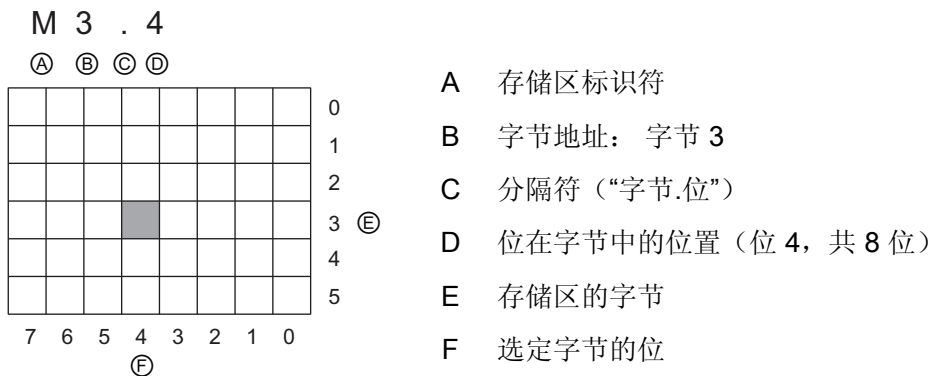 M 3 . 4
Ⓐ Ⓑ Ⓒ Ⓓ
0
1
2
3 Ⓔ
4
5
7 6 5 4 3 2 1 0
Ⓕ
A 存储区标识符
B 字节地址： 字节 3
C 分隔符（“字节.位”）
D 位在字节中的位置（位 4，共 8 位）
E 存储区的字节
F 选定字节的位